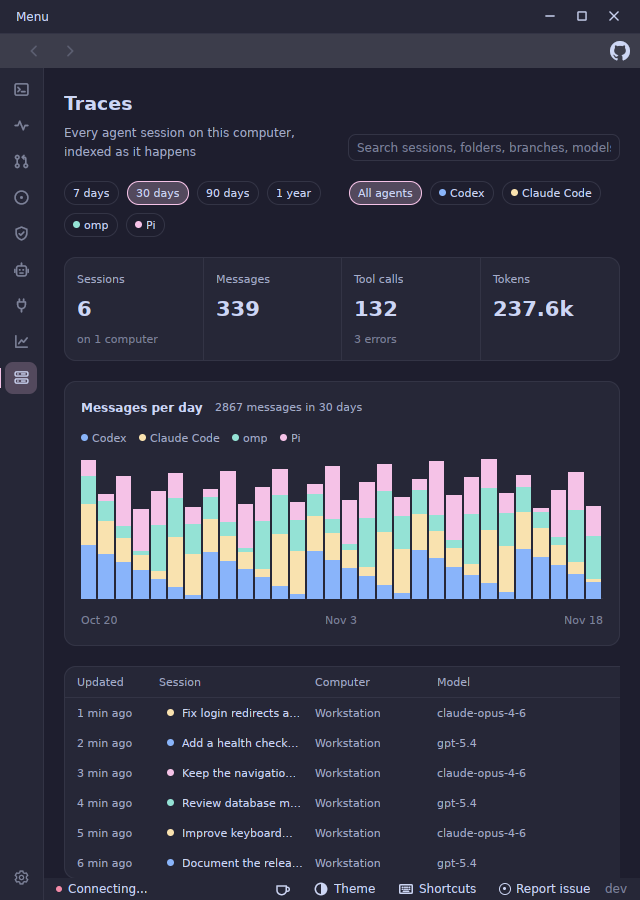 Menu
Traces
Every agent session on this computer,
indexed as it happens
Search sessions, folders, branches, models
7 days
30 days
90 days
1 year
All agents
Codex
Claude Code
omp
Pi
Sessions
Messages
Tool calls
Tokens
6
339
132
237.6k
on 1 computer
3 errors
Messages per day 2867 messages in 30 days
Codex Claude Code omp Pi
Oct 20 Nov 3 Nov 18
Updated Session Computer Model
1 min ago Fix login redirects a... Workstation claude-opus-4-6
2 min ago Add a health check... Workstation gpt-5.4
3 min ago Keep the navigatio... Workstation claude-opus-4-6
4 min ago Review database m... Workstation gpt-5.4
5 min ago Improve keyboard... Workstation claude-opus-4-6
6 min ago Document the relea... Workstation gpt-5.4
Connecting... Theme Shortcuts Report issue dev